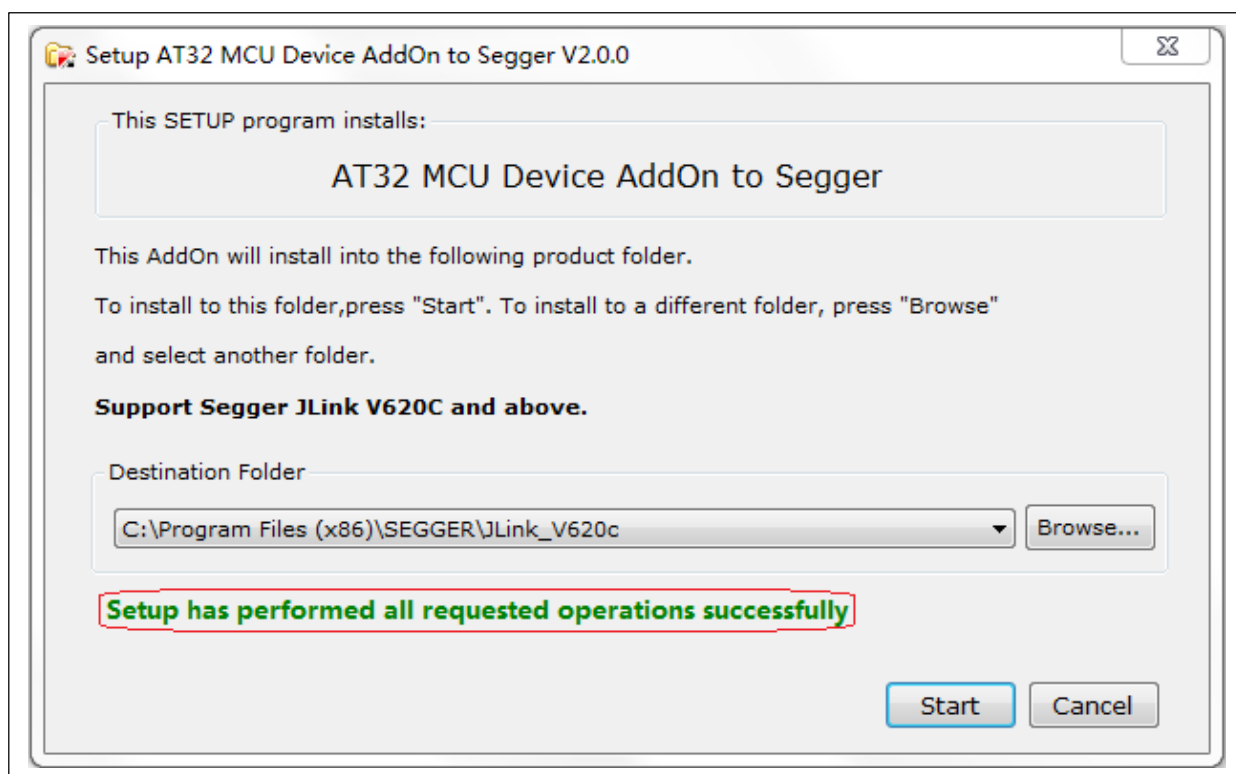 Setup AT32 MCU Device AddOn to Segger V2.0.0
This SETUP program installs:
AT32 MCU Device AddOn to Segger
This AddOn will install into the following product folder.
To install to this folder,press "Start". To install to a different folder, press "Browse"
and select another folder.
Support Segger JLink V620C and above.
Destination Folder
C:\Program Files (x86)\SEGGER\JLink_V620c
Browse...
Setup has performed all requested operations successfully
Start
Cancel